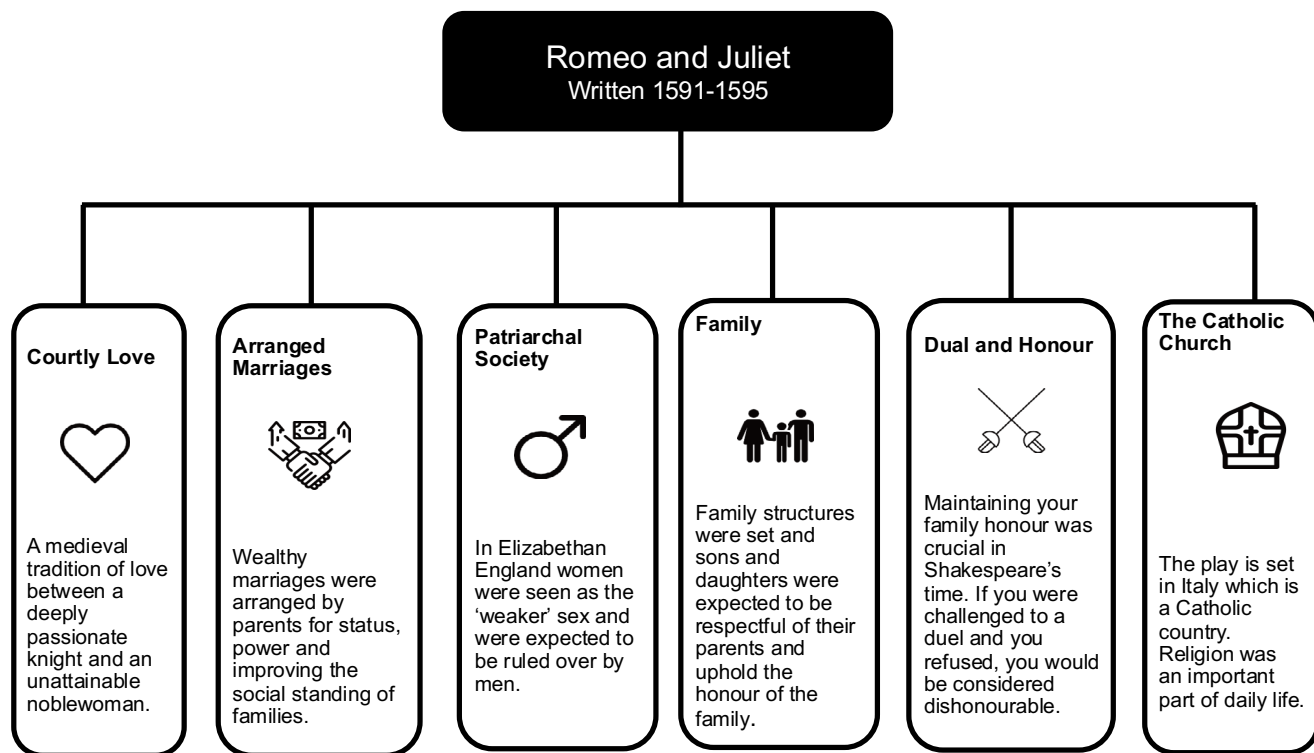 Romeo and Juliet
Written 1591-1595
Courtly Love
A medieval
tradition of love
between a
deeply
passionate
knight and an
unattainable
noblewoman.
Arranged
Marriages
Wealthy
marriages were
arranged by
parents for status,
power and
improving the
social standing of
families.
Patriarchal
Society
In Elizabethan
England women
were seen as the
‘weaker’ sex and
were expected to
be ruled over by
men.
Family
Family structures
were set and
sons and
daughters were
expected to be
respectful of their
parents and
uphold the
honour of the
family.
Dual and Honour
Maintaining your
family honour was
crucial in
Shakespeare’s
time. If you were
challenged to a
duel and you
refused, you would
be considered
dishonourable.
The Catholic
Church
The play is set
in Italy which is
a Catholic
country.
Religion was
an important
part of daily life.